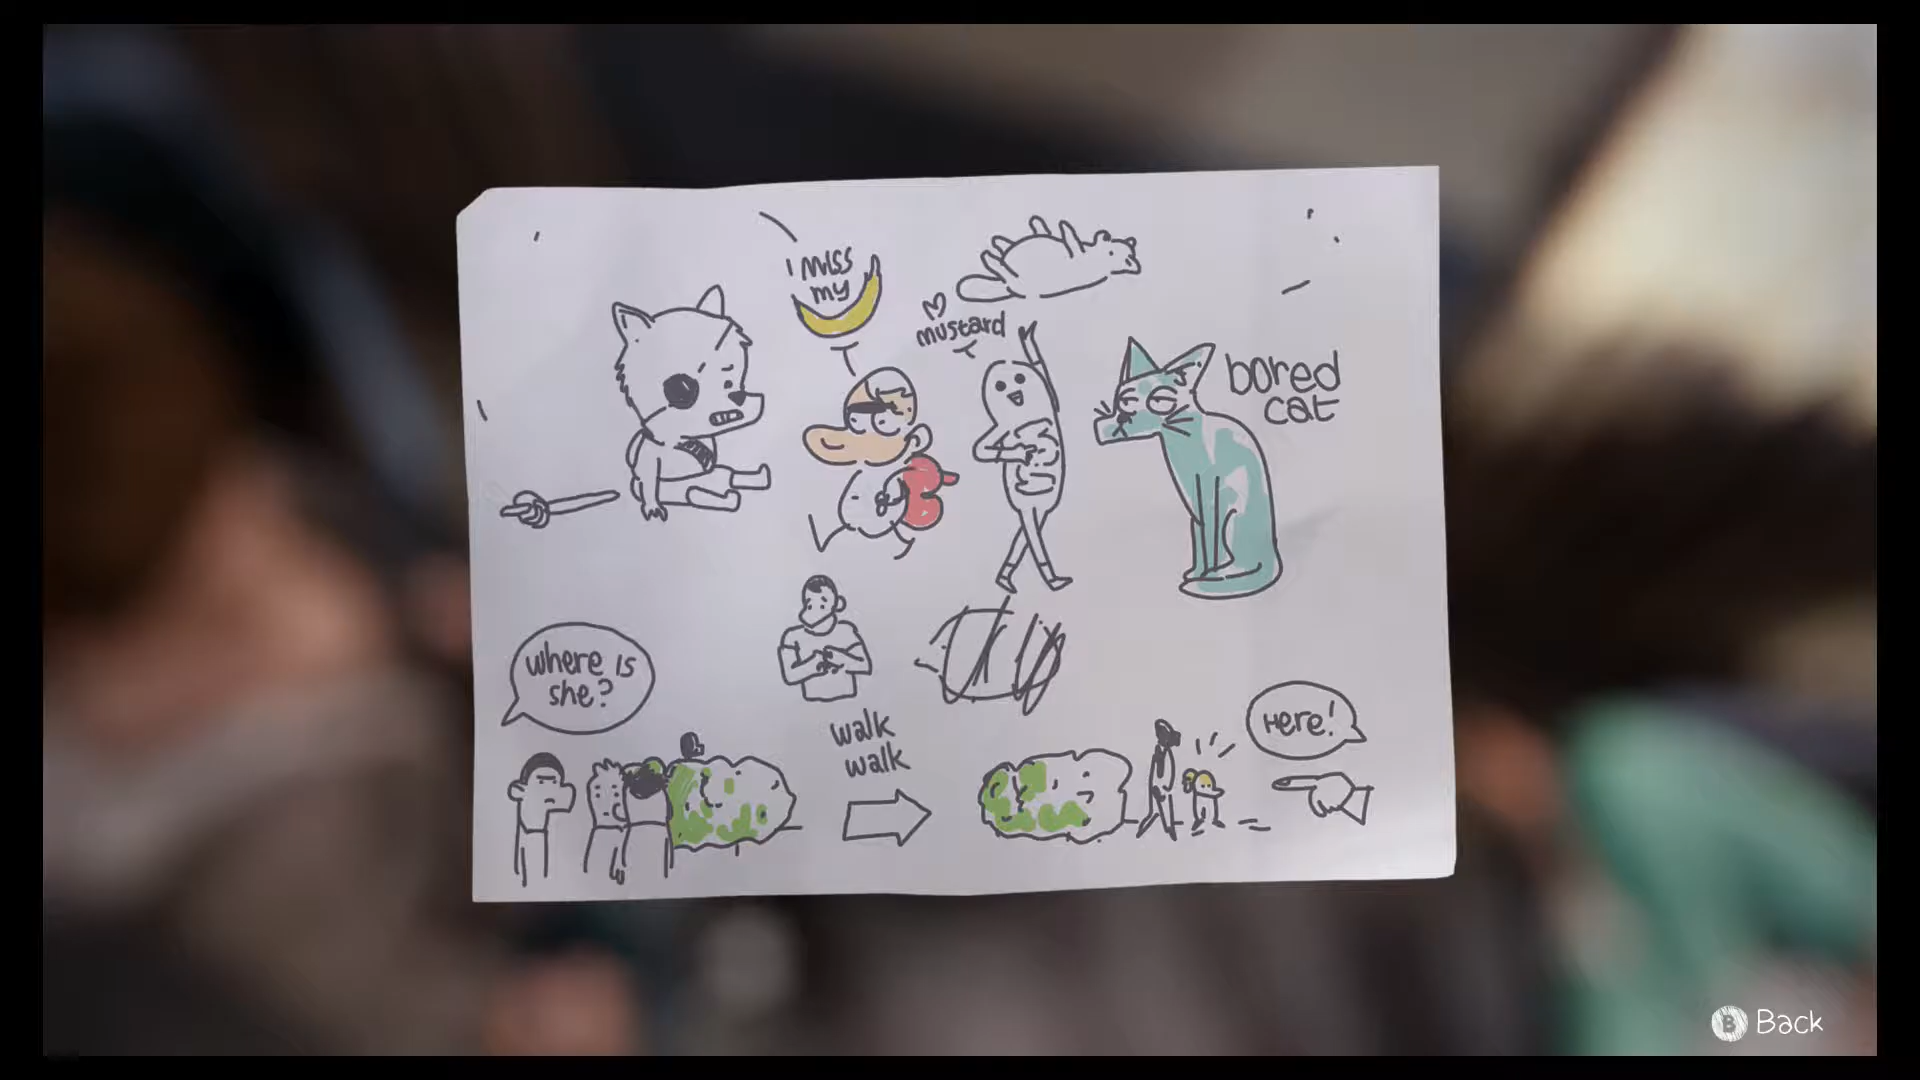 I miss
my
♡
mustard
bored
cat
where is
she?
walk
walk
Here!
B Back